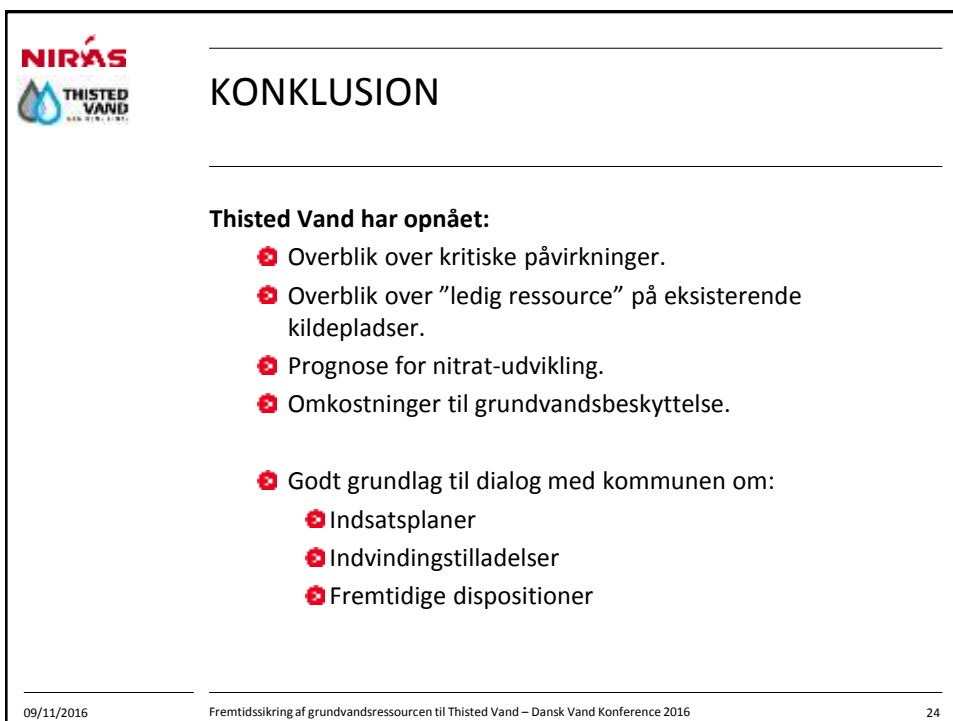 NIRÁS
THISTED
VAND
KONKLUSION
Thisted Vand har opnået:
Overblik over kritiske påvirkninger.
Overblik over ”ledig ressource” på eksisterende
kildepladser.
Prognose for nitrat-udvikling.
Omkostninger til grundvandsbeskyttelse.
Godt grundlag til dialog med kommunen om:
Indsatsplaner
Indvindingstilladelser
Fremtidige dispositioner
09/11/2016
Fremtidssikring af grundvandsressourcen til Thisted Vand – Dansk Vand Konference 2016
24